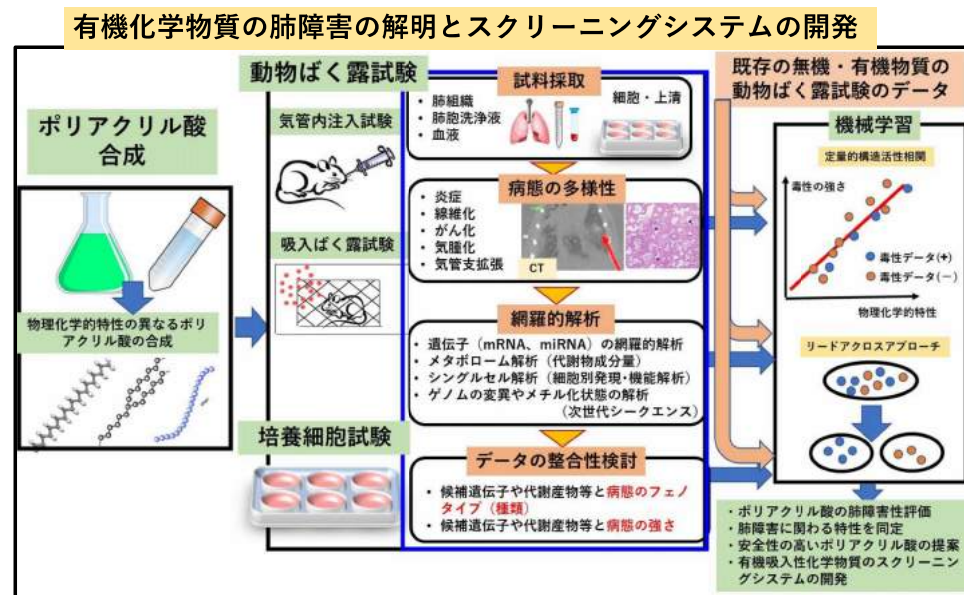 有機化学物質の肺障害の解明とスクリーニングシステムの開発
ポリアクリル酸
合成
物理化学的特性の異なるポリ
アクリル酸の合成
動物ばく露試験
気管内注入試験
吸入ばく露試験
培養細胞試験
試料採取
・ 肺組織
・ 肺胞洗浄液
・ 血液
細胞・上清
病態の多様性
・ 炎症
・ 線維化
・ がん化
・ 気腫化
・ 気管支拡張
CT
網羅的解析
・ 遺伝子（mRNA、miRNA）の網羅的解析
・ メタボローム解析（代謝物成分量）
・ シングルセル解析（細胞別発現・機能解析）
・ ゲノムの変異やメチル化状態の解析
（次世代シークエンス）
データの整合性検討
・ 候補遺伝子や代謝産物等と病態のフェノ
タイプ（種類）
・ 候補遺伝子や代謝産物等と病態の強さ
既存の無機・有機物質の
動物ばく露試験のデータ
機械学習
定量的構造活性相関
毒性の強さ
毒性データ(+)
毒性データ(－)
物理化学的特性
リードアクロスアプローチ
・ポリアクリル酸の肺障害性評価
・肺障害に関わる特性を同定
・安全性の高いポリアクリル酸の提案
・有機吸入性化学物質のスクリーニン
グシステムの開発